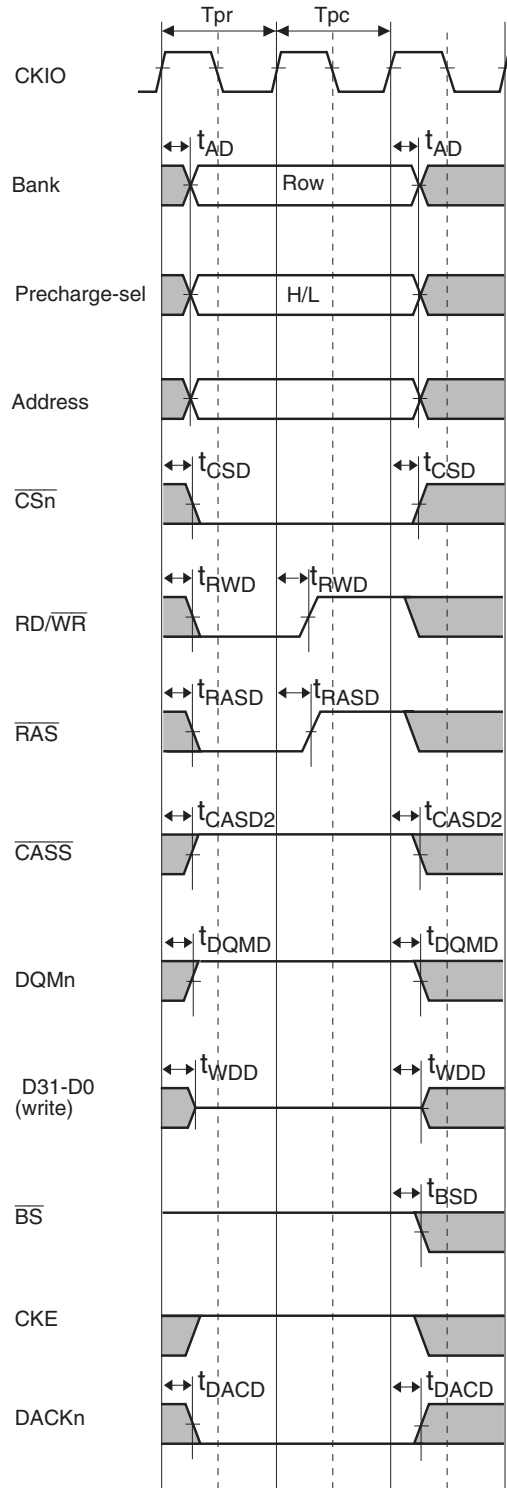 Tpr Tpc
CKIO
tAD tAD
Bank Row
Precharge-sel H/L
Address
tCSD tCSD
CSn
tRWD tRWD
RD/WR
tRASD tRASD
RAS
tCASD2 tCASD2
CASS
tDQMD tDQMD
DQMn
tWDD tWDD
D31-D0
(write)
tBSD
BS
CKE
tDACD tDACD
DACKn